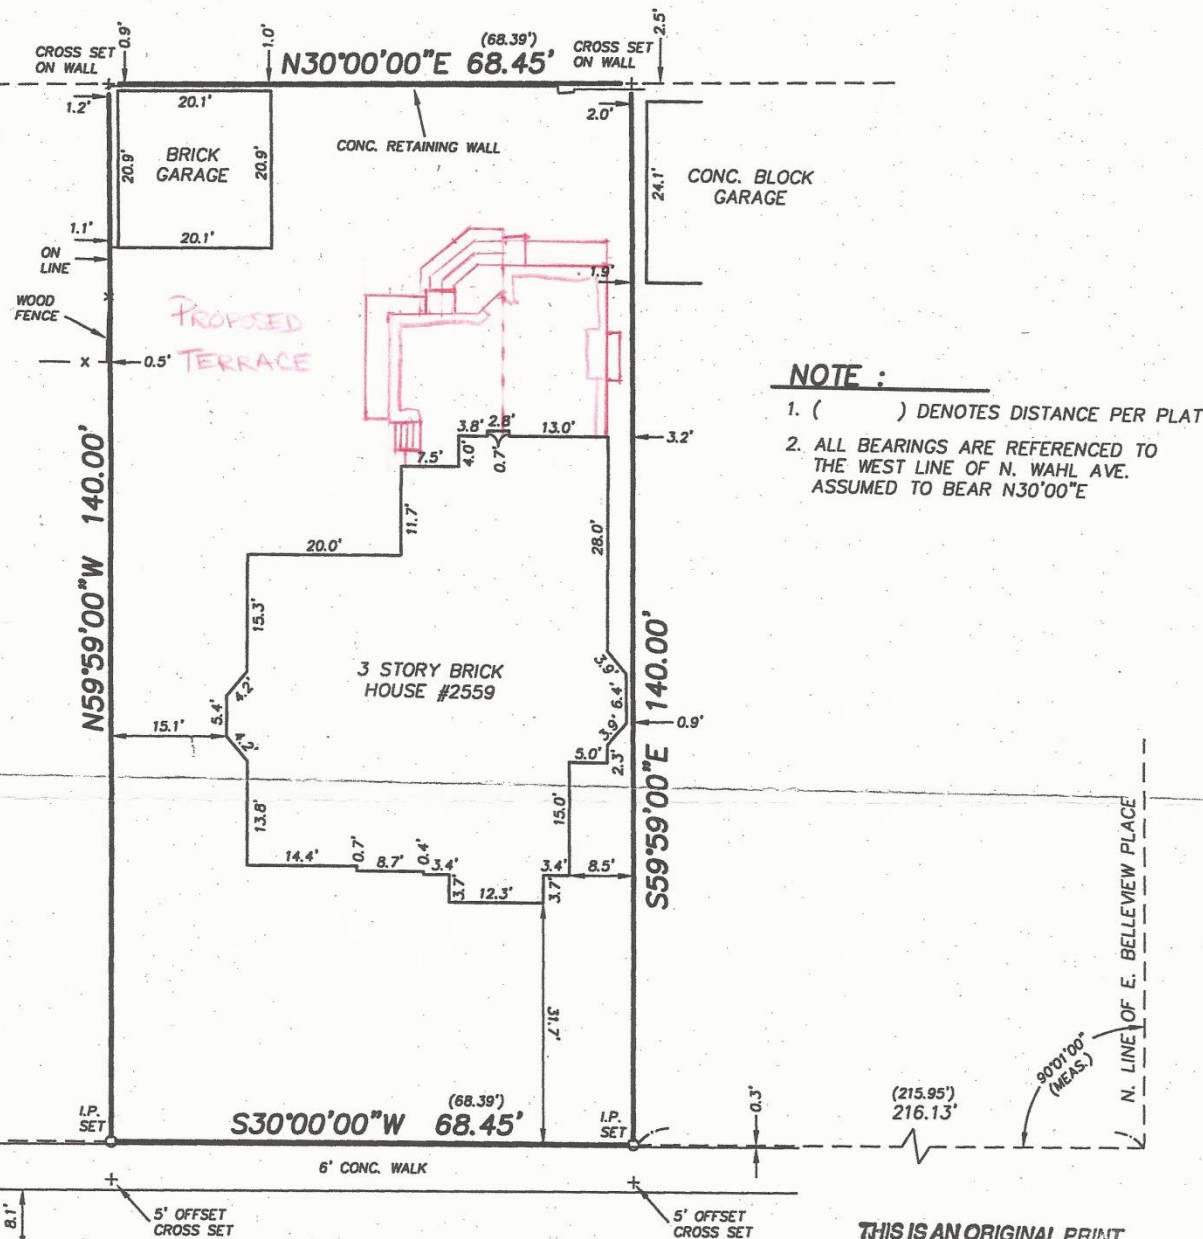 0.9'
1.0'
(68.39')
2.5'
CROSS SET
ON WALL
N30°00'00"E 68.45'
CROSS SET
ON WALL
1.2'
20.1'
2.0'
CONC. RETAINING WALL
BRICK
GARAGE
20.9'
20.9'
CONC. BLOCK
GARAGE
24.1'
1.1'
20.1'
ON
LINE
1.9'
WOOD
FENCE
x
PROPOSED
TERRACE
x
0.5'
NOTE :
1. ( ) DENOTES DISTANCE PER PLAT
2. ALL BEARINGS ARE REFERENCED TO
THE WEST LINE OF N. WAHL AVE.
ASSUMED TO BEAR N30'00"E
3.8'
2.8'
13.0'
3.2'
7.5'
4.0'
0.7'
11.7'
28.0'
20.0'
N59°59'00"W 140.00'
15.3'
3 STORY BRICK
HOUSE #2559
4.2'
5.4'
4.2'
15.1'
3.9'
6.4'
3.9'
0.9'
S59°59'00"E 140.00'
5.0'
2.3'
13.8'
15.0'
14.4'
0.7'
8.7'
0.4'
3.4'
3.7'
12.3'
3.4'
3.7'
8.5'
31.7'
N. LINE OF E. BELLEVIEW PLACE
90°01'00"
(MEAS.)
I.P.
SET
(68.39')
S30°00'00"W 68.45'
I.P.
SET
0.3'
(215.95')
216.13'
6' CONC. WALK
8.1'
5' OFFSET
CROSS SET
5' OFFSET
CROSS SET
THIS IS AN ORIGINAL PRINT